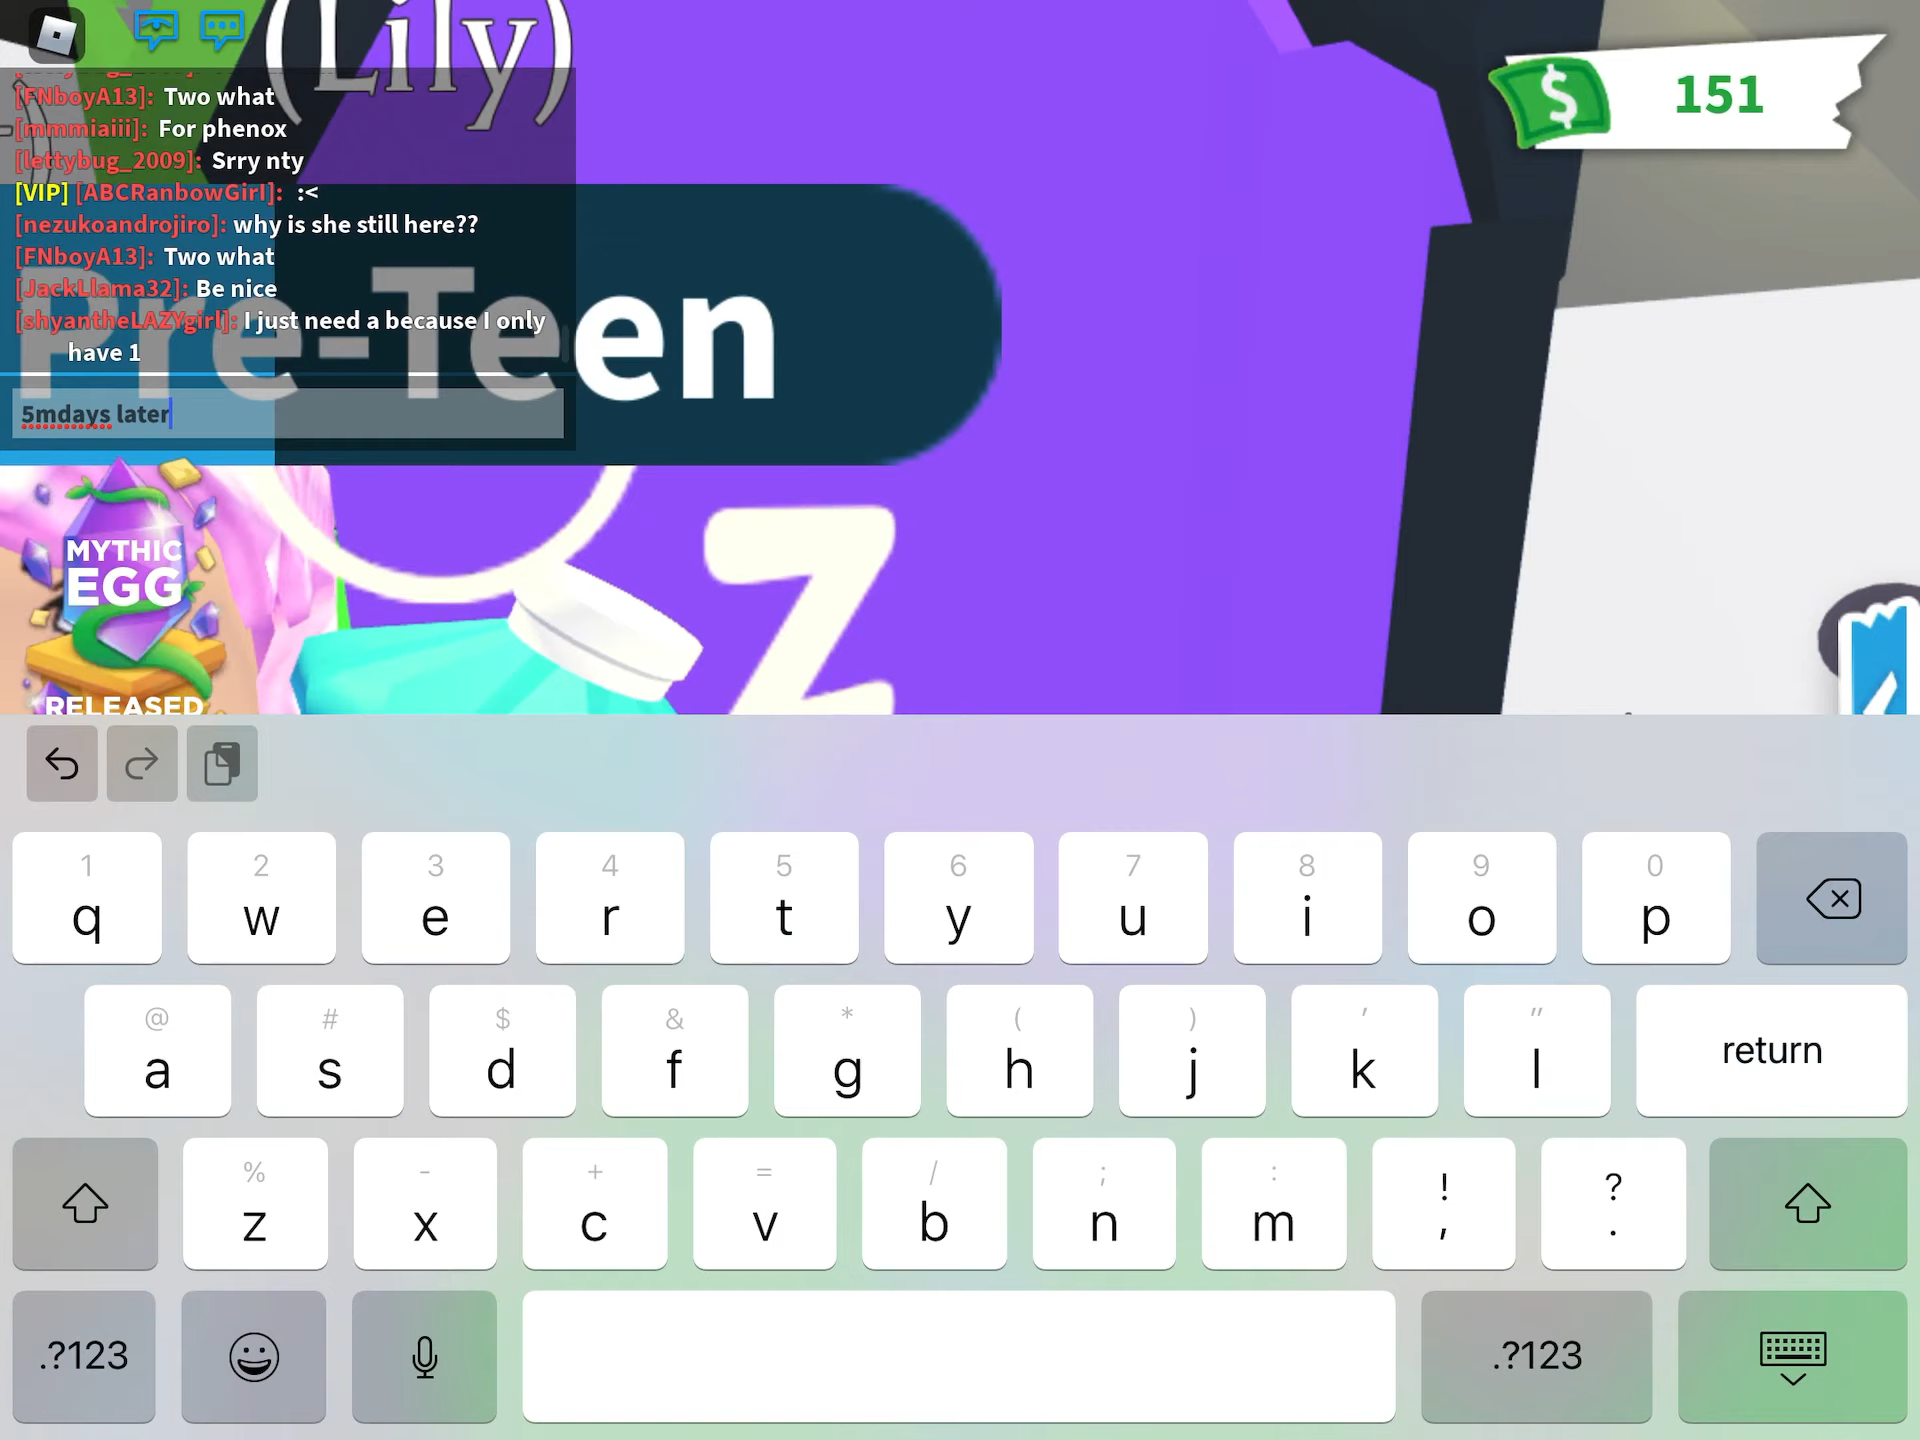 (Lily)
151
[FNboyA13]: Two what
[mmmiaiii]: For phenox
[lettybug_2009]: Srry nty
[VIP] [ABCRanbowGirl]: :<
[nezukoandrojiro]: why is she still here??
[FNboyA13]: Two what
[JackLlama32]: Be nice
[shyantheLAZYgirl]: I just need a because I only
have 1
Pre-Teen
5mdays later
MYTHIC
EGG
RELEASED
Z
1 2 3 4 5 6 7 8 9 0
q w e r t y u i o p
@ # $ & * ( ) ' "
a s d f g h j k l return
% - + = / ; : ! ?
z x c v b n m , .
.?123 .?123